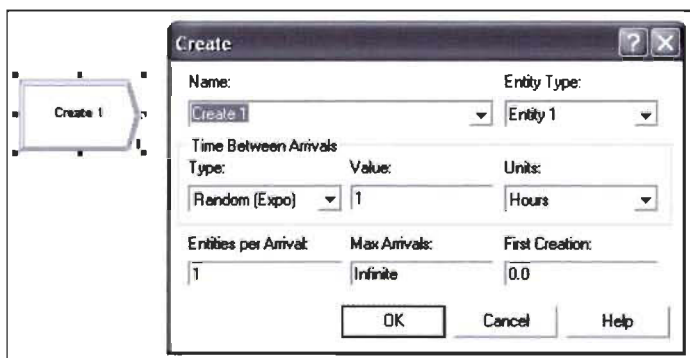 Create 1
Create
Name:
Entity Type:
Create 1
Entity 1
Time Between Arrivals
Type:
Value:
Units:
Random (Expo)
1
Hours
Entities per Arrival:
Max Arrivals:
First Creation:
1
Infinite
0.0
OK
Cancel
Help